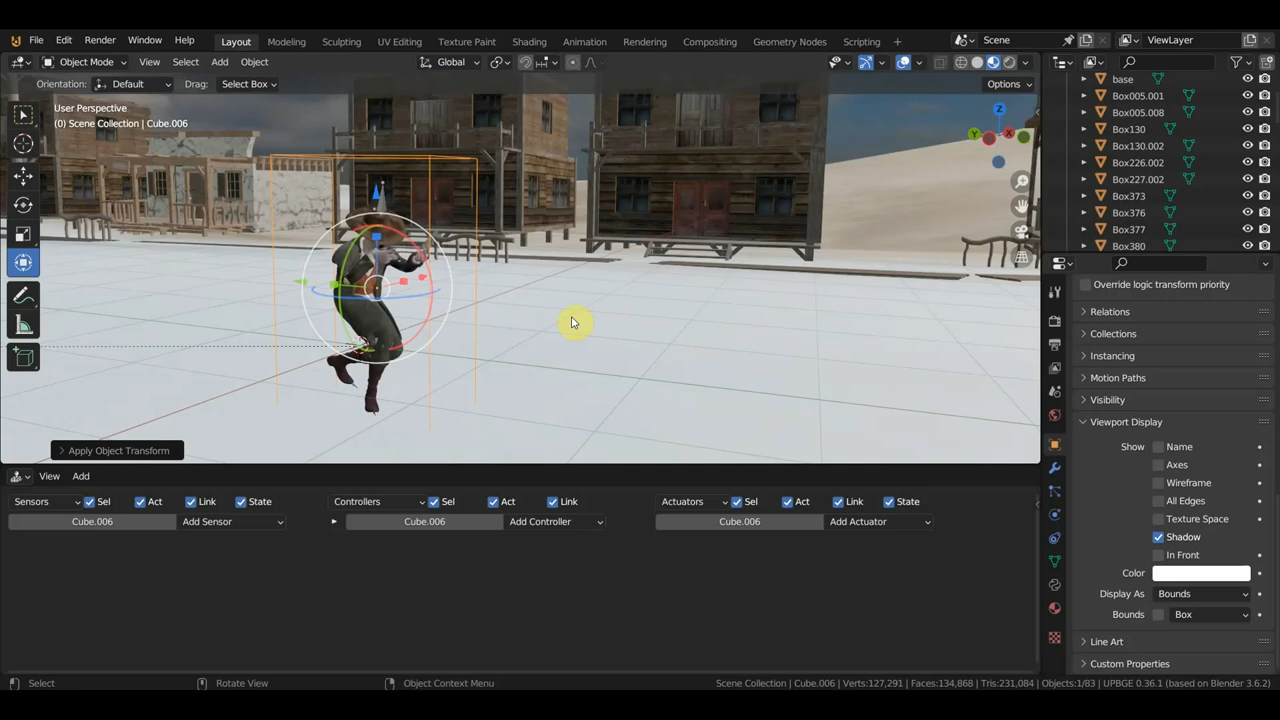 File Edit Render Window Help Layout Modeling Sculpting UV Editing Texture Paint Shading Animation Rendering Compositing Geometry Nodes Scripting + Scene ViewLayer
Object Mode View Select Add Object Global
Orientation: Default Drag: Select Box Options
User Perspective
(0) Scene Collection | Cube.006
Z
Y
X
base
Box005.001
Box005.008
Box130
Box130.002
Box226.002
Box227.002
Box373
Box376
Box377
Box380
Override logic transform priority
Relations
Collections
Instancing
Motion Paths
Visibility
Viewport Display
Show Name
Axes
Wireframe
All Edges
Texture Space
Shadow
In Front
Color
Display As Bounds
Bounds Box
Line Art
Custom Properties
Apply Object Transform
View Add
Sensors Sel Act Link State Controllers Sel Act Link Actuators Sel Act Link State
Cube.006 Add Sensor Cube.006 Add Controller Cube.006 Add Actuator
Select Rotate View Object Context Menu Scene Collection | Cube.006 | Verts:127,291 | Faces:134,868 | Tris:231,084 | Objects:1/83 | UPBGE 0.36.1 (based on Blender 3.6.2)